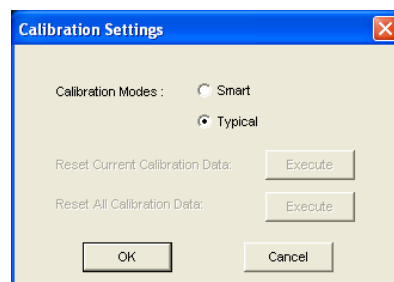 Calibration Settings
Calibration Modes : Smart
Typical
Reset Current Calibration Data: Execute
Reset All Calibration Data: Execute
OK Cancel